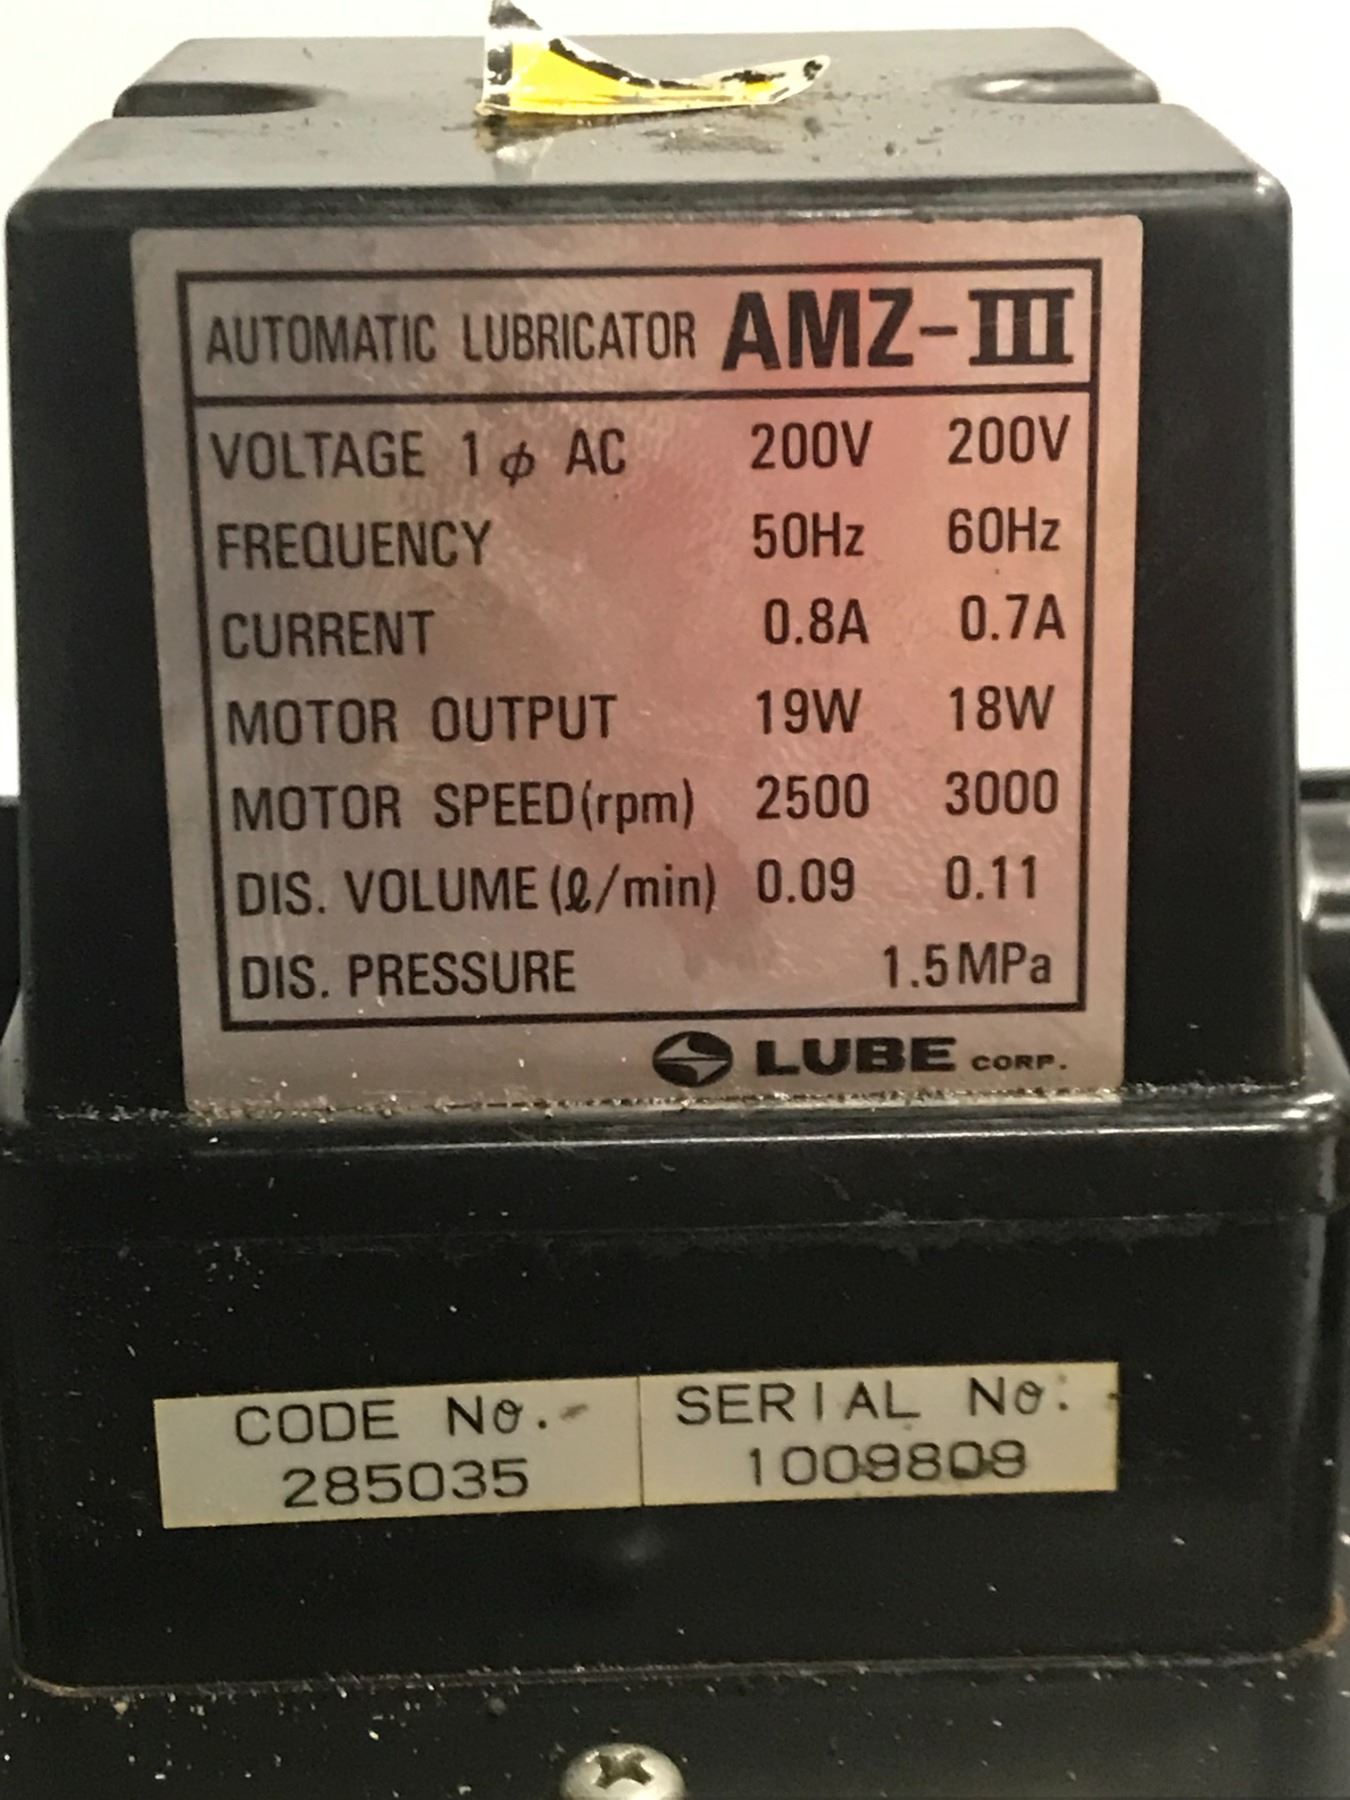 AUTOMATIC LUBRICATOR AMZ-III
VOLTAGE 1φ AC 200V 200V
FREQUENCY 50Hz 60Hz
CURRENT 0.8A 0.7A
MOTOR OUTPUT 19W 18W
MOTOR SPEED(rpm) 2500 3000
DIS. VOLUME(ℓ/min) 0.09 0.11
DIS. PRESSURE 1.5MPa
LUBE CORP.
CODE No. SERIAL No.
285035 1009809